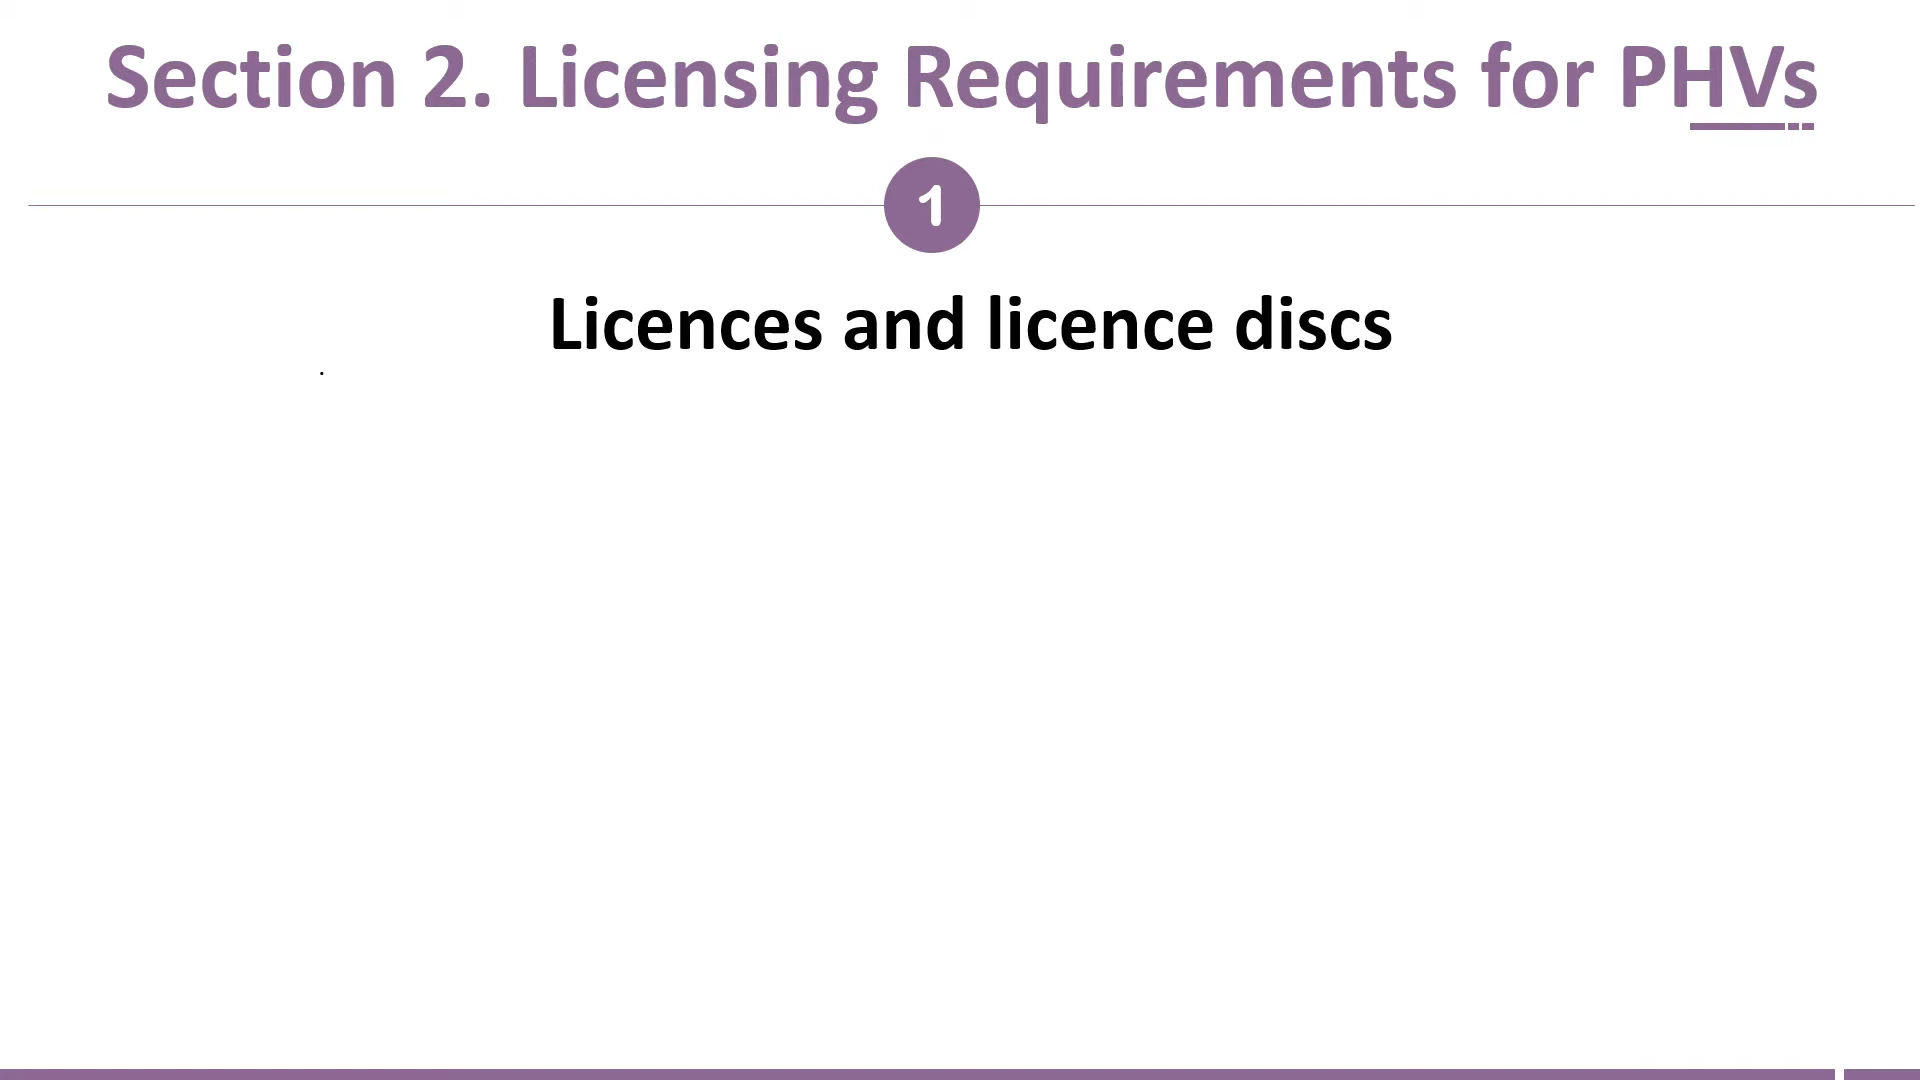 Section 2. Licensing Requirements for PHVs
1
Licences and licence discs
.